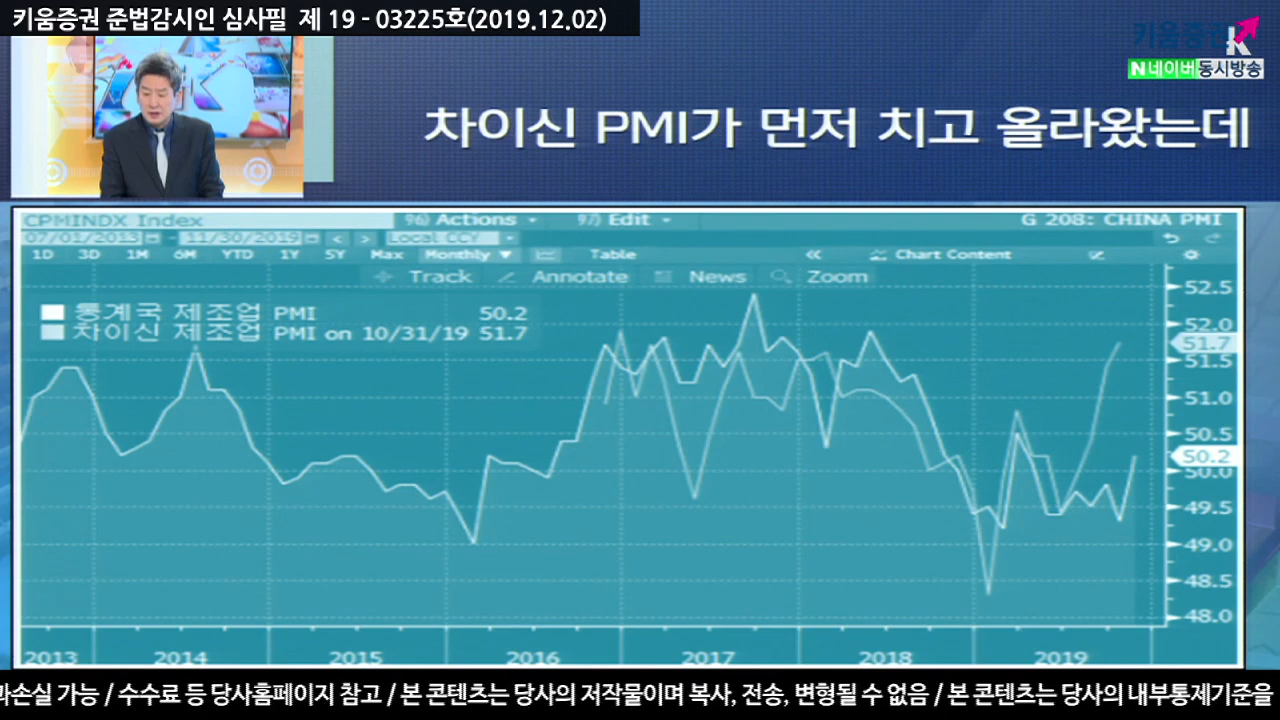 키움증권 준법감시인 심사필 제 19 - 03225호(2019.12.02)
키움증권
N 네이버 동시방송
차이신 PMI가 먼저 치고 올라왔는데
CPMINDX Index 96) Actions 97) Edit G 208: CHINA PMI
07/01/2013 - 11/30/2019 Local CCY
1D 3D 1M 6M YTD 1Y 5Y Max Monthly ▼ Table « Chart Content
Track Annotate News Zoom
통계국 제조업 PMI 50.2
차이신 제조업 PMI on 10/31/19 51.7
52.5
52.0
51.7
51.5
51.0
50.5
50.2
50.0
49.5
49.0
48.5
48.0
2013 2014 2015 2016 2017 2018 2019
과손실 가능 / 수수료 등 당사홈페이지 참고 / 본 콘텐츠는 당사의 저작물이며 복사, 전송, 변형될 수 없음 / 본 콘텐츠는 당사의 내부통제기준을